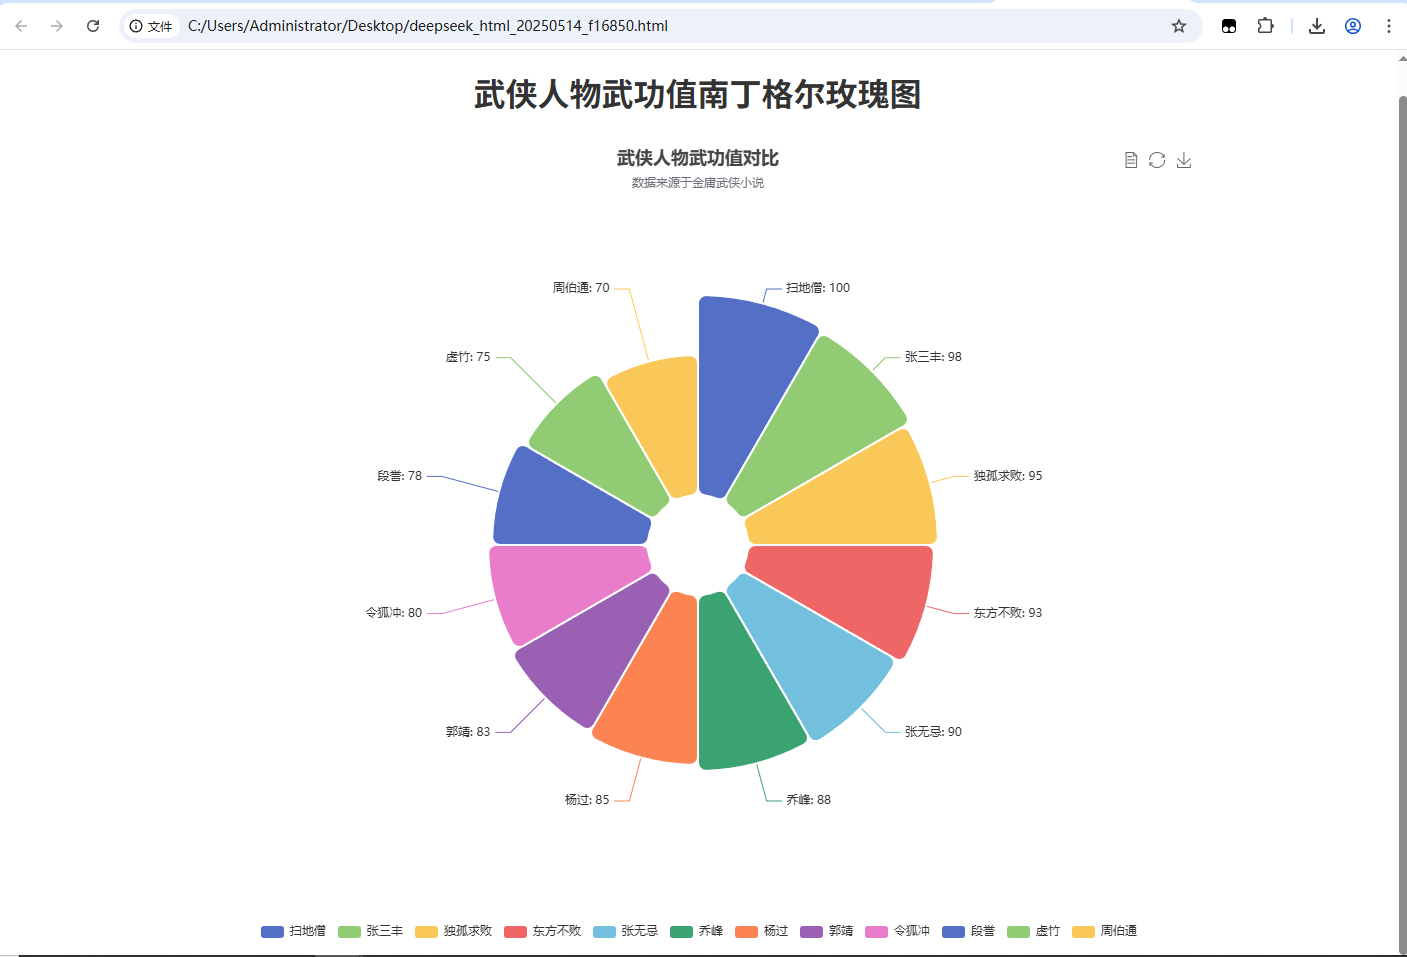 文件 C:/Users/Administrator/Desktop/deepseek_html_20250514_f16850.html
武侠人物武功值南丁格尔玫瑰图
武侠人物武功值对比
数据来源于金庸武侠小说
周伯通: 70
扫地僧: 100
虚竹: 75
张三丰: 98
段誉: 78
独孤求败: 95
令狐冲: 80
东方不败: 93
郭靖: 83
张无忌: 90
杨过: 85
乔峰: 88
扫地僧 张三丰 独孤求败 东方不败 张无忌 乔峰 杨过 郭靖 令狐冲 段誉 虚竹 周伯通